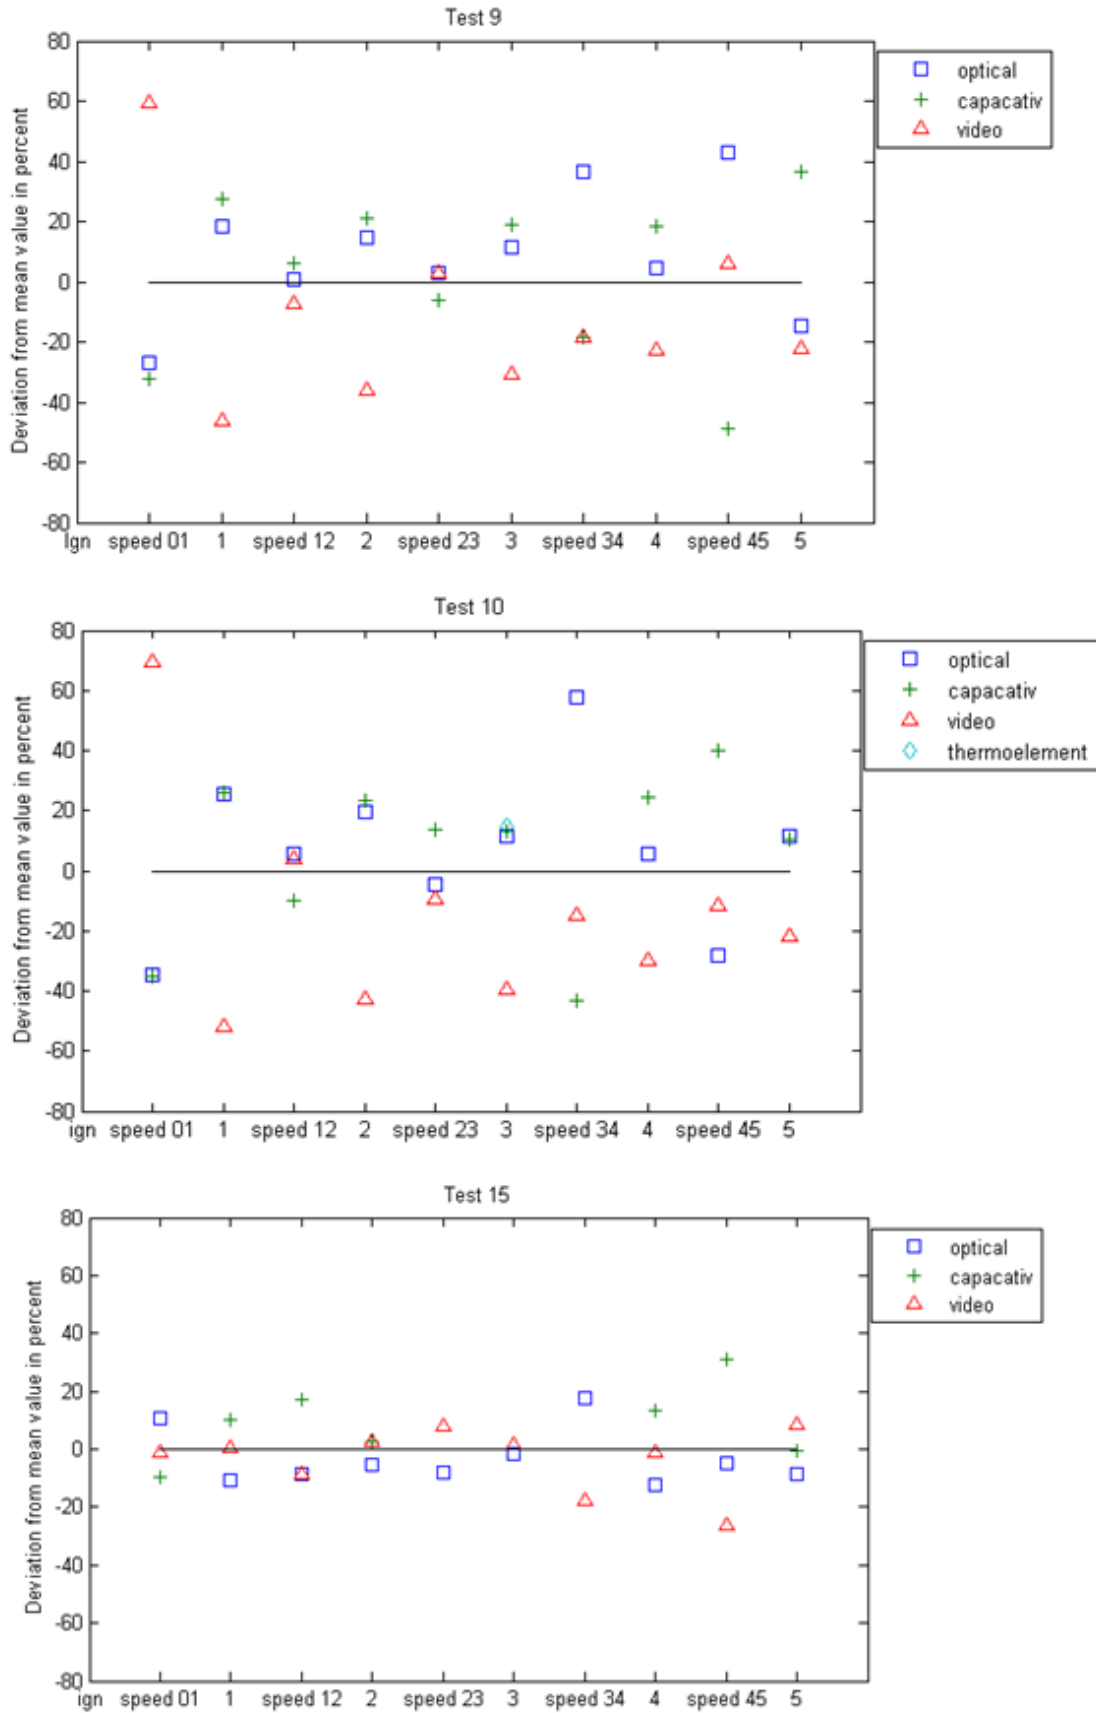 Test 9
Deviation from mean value in percent
80
60
40
20
0
-20
-40
-60
-80
Ign speed 01 1 speed 12 2 speed 23 3 speed 34 4 speed 45 5
optical
capacativ
video
Test 10
Deviation from mean value in percent
80
60
40
20
0
-20
-40
-60
-80
ign speed 01 1 speed 12 2 speed 23 3 speed 34 4 speed 45 5
optical
capacativ
video
thermoelement
Test 15
Deviation from mean value in percent
80
60
40
20
0
-20
-40
-60
-80
ign speed 01 1 speed 12 2 speed 23 3 speed 34 4 speed 45 5
optical
capacativ
video